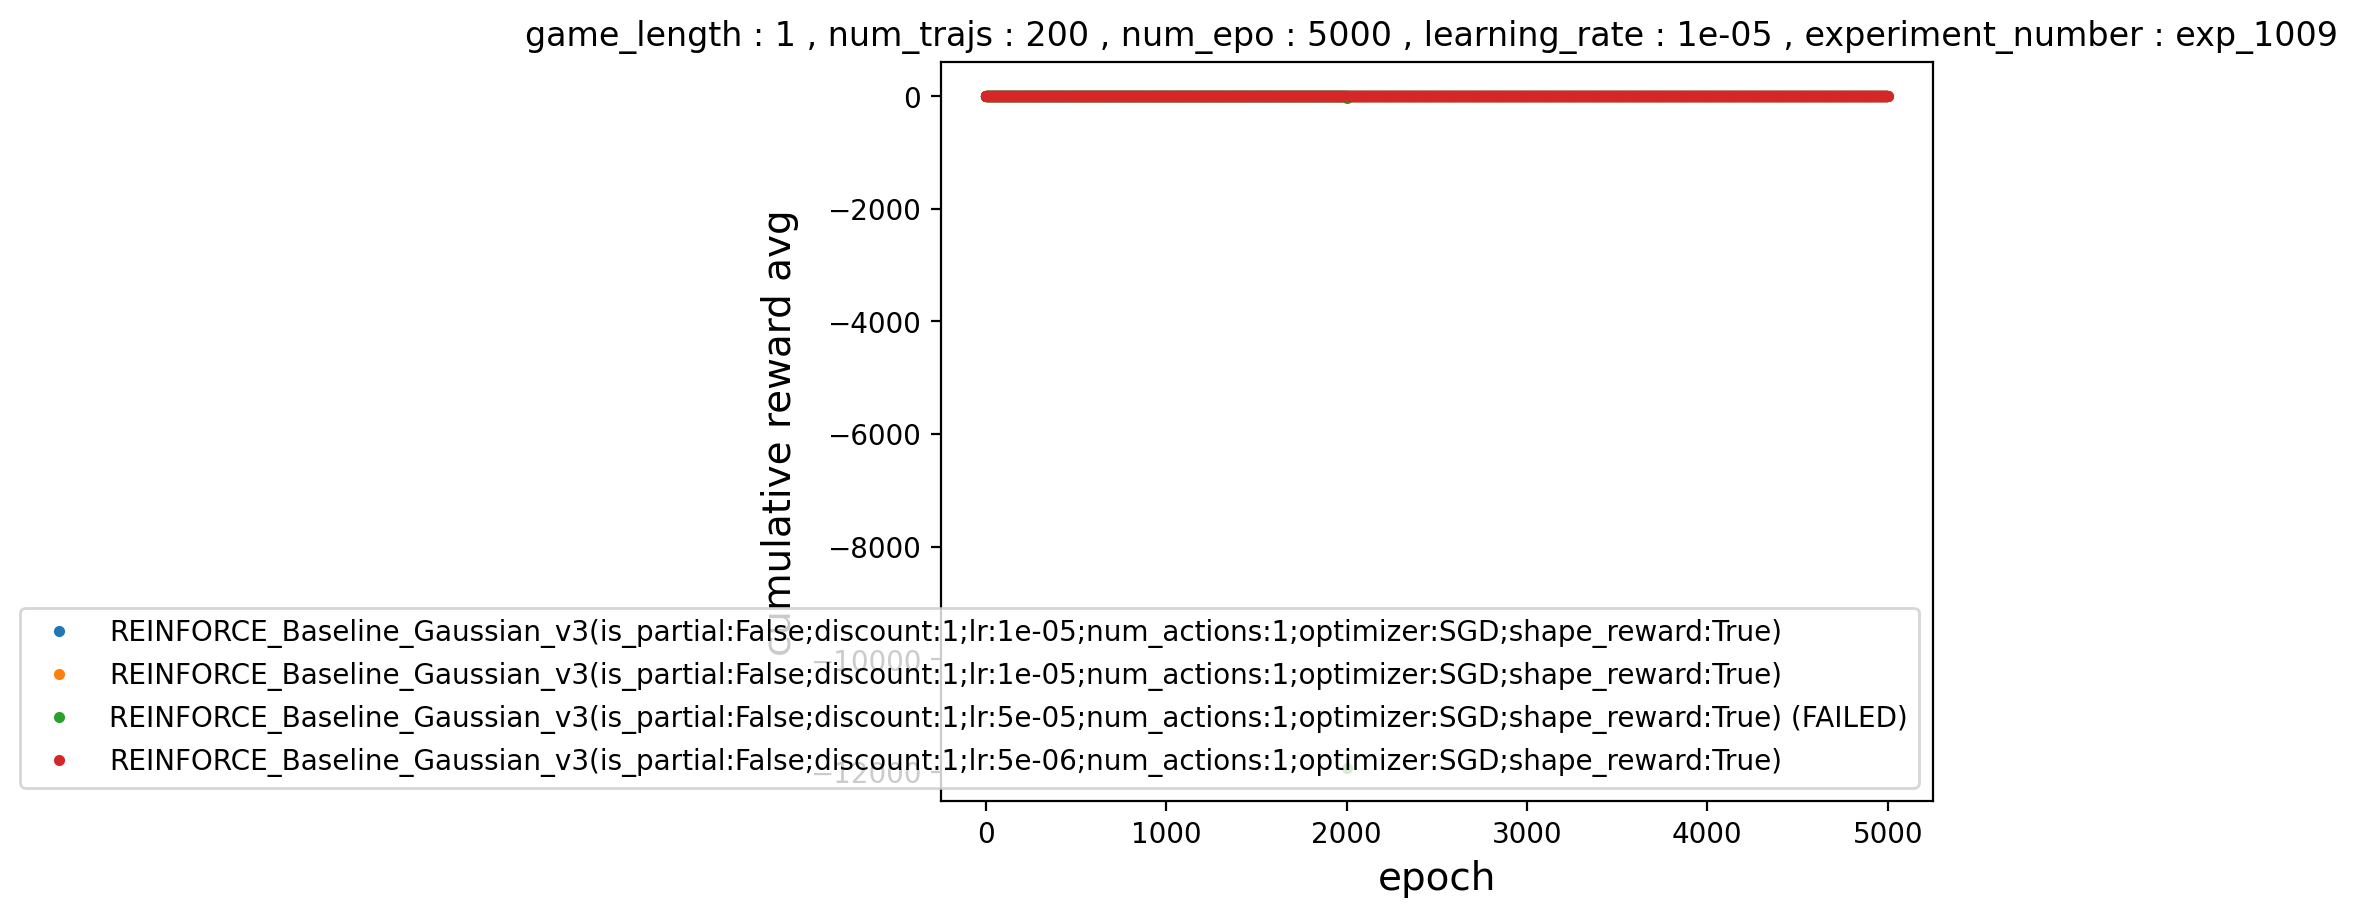 game_length : 1 , num_trajs : 200 , num_epo : 5000 , learning_rate : 1e-05 , experiment_number : exp_1009
0
−2000
−4000
−6000
−8000
−10000
−12000
cumulative reward avg
REINFORCE_Baseline_Gaussian_v3(is_partial:False;discount:1;lr:1e-05;num_actions:1;optimizer:SGD;shape_reward:True)
REINFORCE_Baseline_Gaussian_v3(is_partial:False;discount:1;lr:1e-05;num_actions:1;optimizer:SGD;shape_reward:True)
REINFORCE_Baseline_Gaussian_v3(is_partial:False;discount:1;lr:5e-05;num_actions:1;optimizer:SGD;shape_reward:True) (FAILED)
REINFORCE_Baseline_Gaussian_v3(is_partial:False;discount:1;lr:5e-06;num_actions:1;optimizer:SGD;shape_reward:True)
0 1000 2000 3000 4000 5000
epoch